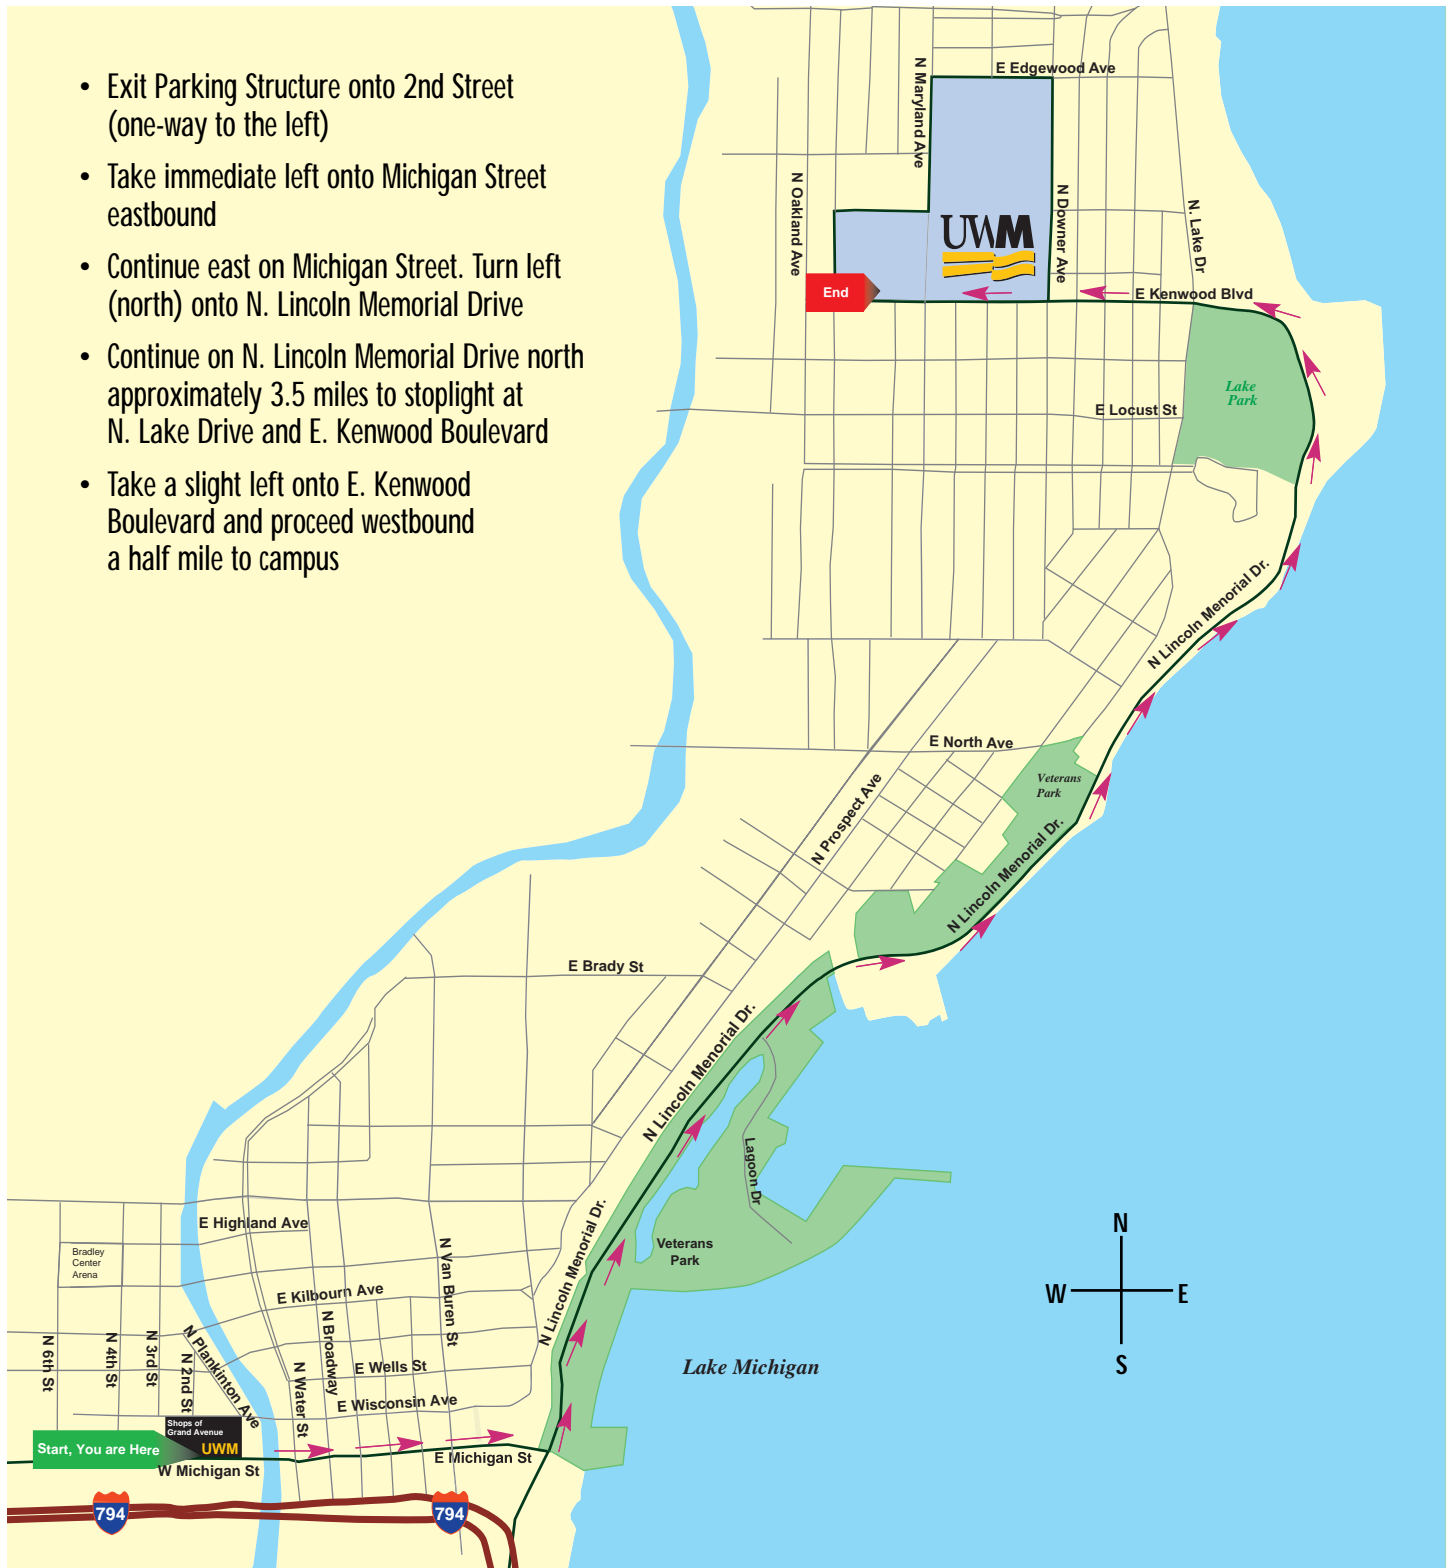 • Exit Parking Structure onto 2nd Street
(one-way to the left)
• Take immediate left onto Michigan Street
eastbound
• Continue east on Michigan Street. Turn left
(north) onto N. Lincoln Memorial Drive
• Continue on N. Lincoln Memorial Drive north
approximately 3.5 miles to stoplight at
N. Lake Drive and E. Kenwood Boulevard
• Take a slight left onto E. Kenwood
Boulevard and proceed westbound
a half mile to campus
E Edgewood Ave
N Maryland Ave
N Oakland Ave
N Downer Ave
N. Lake Dr
UWM
End
E Kenwood Blvd
Lake
Park
E Locust St
N Lincoln Menorial Dr.
E North Ave
Veterans
Park
N Prospect Ave
N Lincoln Menorial Dr.
E Brady St
N Lincoln Menorial Dr.
Lagoon Dr
N Lincoln Menorial Dr.
Veterans
Park
E Highland Ave
Bradley
Center
Arena
N Van Buren St
E Kilbourn Ave
N Broadway
N 6th St
N 4th St
N 3rd St
N 2nd St
N Plankinton Ave
N Water St
E Wells St
E Wisconsin Ave
Lake Michigan
N
W
E
S
Shops of
Grand Avenue
UWM
Start, You are Here
W Michigan St
E Michigan St
794
794